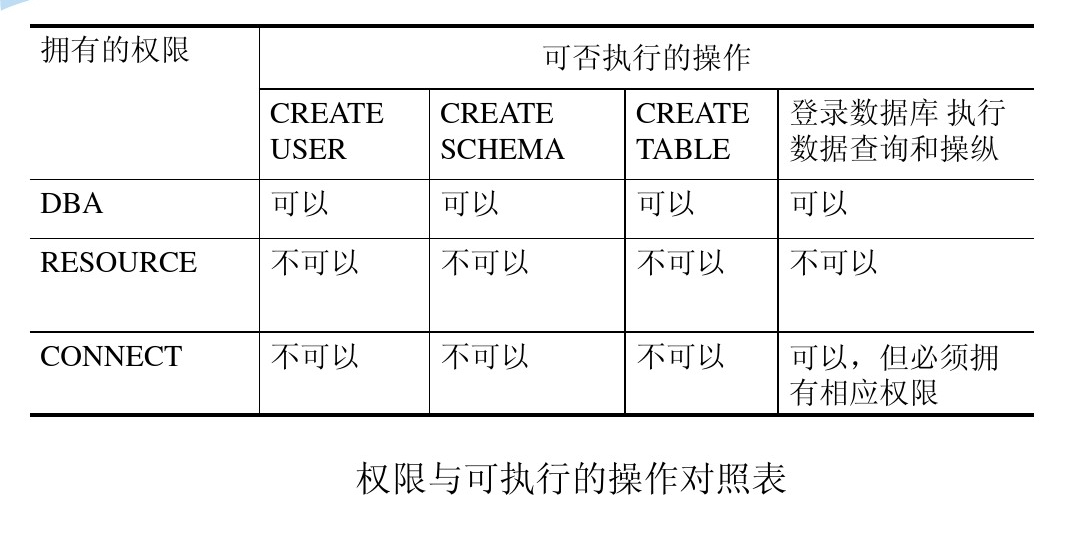 拥有的权限
可否执行的操作
CREATE USER
CREATE SCHEMA
CREATE TABLE
登录数据库 执行
数据查询和操纵
DBA
可以
可以
可以
可以
RESOURCE
不可以
不可以
不可以
不可以
CONNECT
不可以
不可以
不可以
可以，但必须拥
有相应权限
权限与可执行的操作对照表